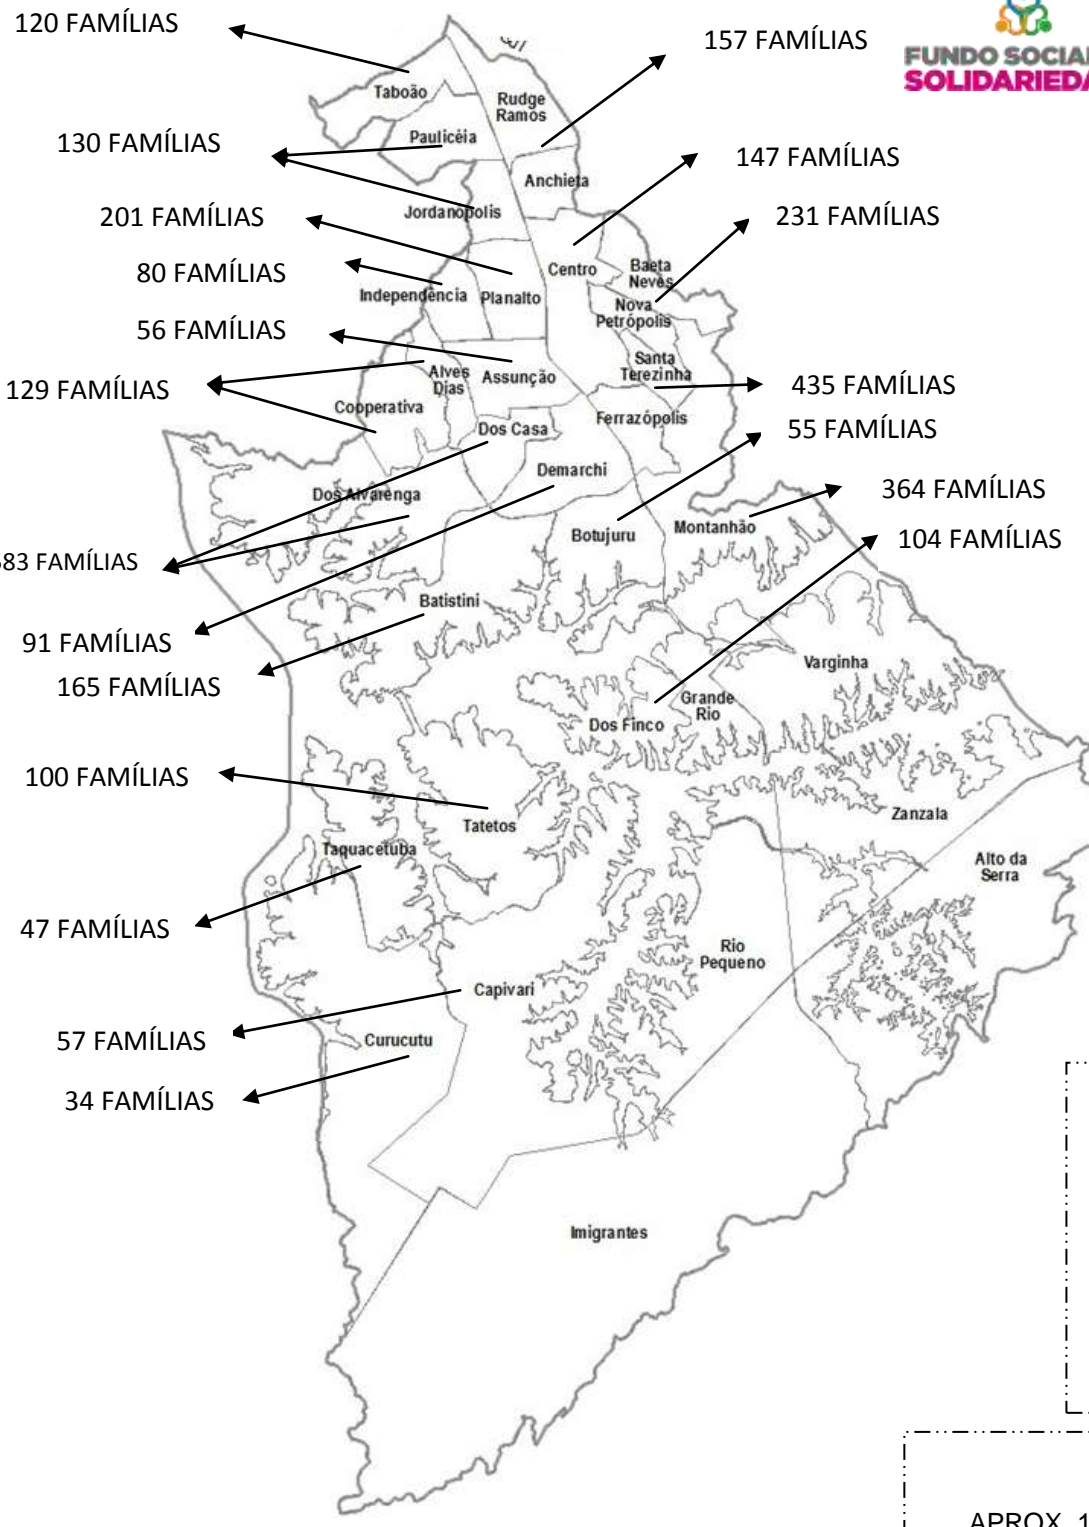 120 FAMÍLIAS
157 FAMÍLIAS
FUNDO SOCIAL
Taboão
Rudge
Ramos
130 FAMÍLIAS
Paulicéia
147 FAMÍLIAS
Anchieta
201 FAMÍLIAS
Jordanópolis
231 FAMÍLIAS
80 FAMÍLIAS
Centro
Baeta
Neves
Independência
Planalto
Nova
Petrópolis
56 FAMÍLIAS
Santa
Terezinha
129 FAMÍLIAS
Alves
Dias
Assunção
435 FAMÍLIAS
Cooperativa
Ferrazópolis
55 FAMÍLIAS
Dos Casa
Demarchi
364 FAMÍLIAS
Dos Alvarenga
Botujuru
Montanhão
104 FAMÍLIAS
83 FAMÍLIAS
Batistini
91 FAMÍLIAS
165 FAMÍLIAS
Varginha
Grande
Rio
Dos Finco
100 FAMÍLIAS
Tatetos
Zanzala
Taquacetuba
Alto da
Serra
47 FAMÍLIAS
Rio
Pequeno
Capivari
57 FAMÍLIAS
Curucutu
34 FAMÍLIAS
Imigrantes
APROX. 1